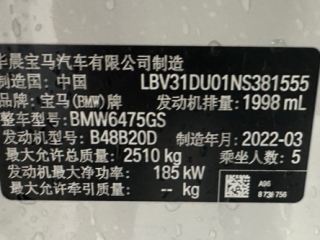 华晨宝马汽车有限公司制造
制造国：中国 LBV31DU01NS381555
品牌：宝马(BMW)牌 发动机排量：1998 mL
整车型号：BMW6475GS
发动机型号：B48B20D 制造年月：2022-03
最大允许总质量：2510 kg 乘坐人数：5
发动机最大净功率：185 kW
最大允许牵引质量：-- kg
A96
8 736 756